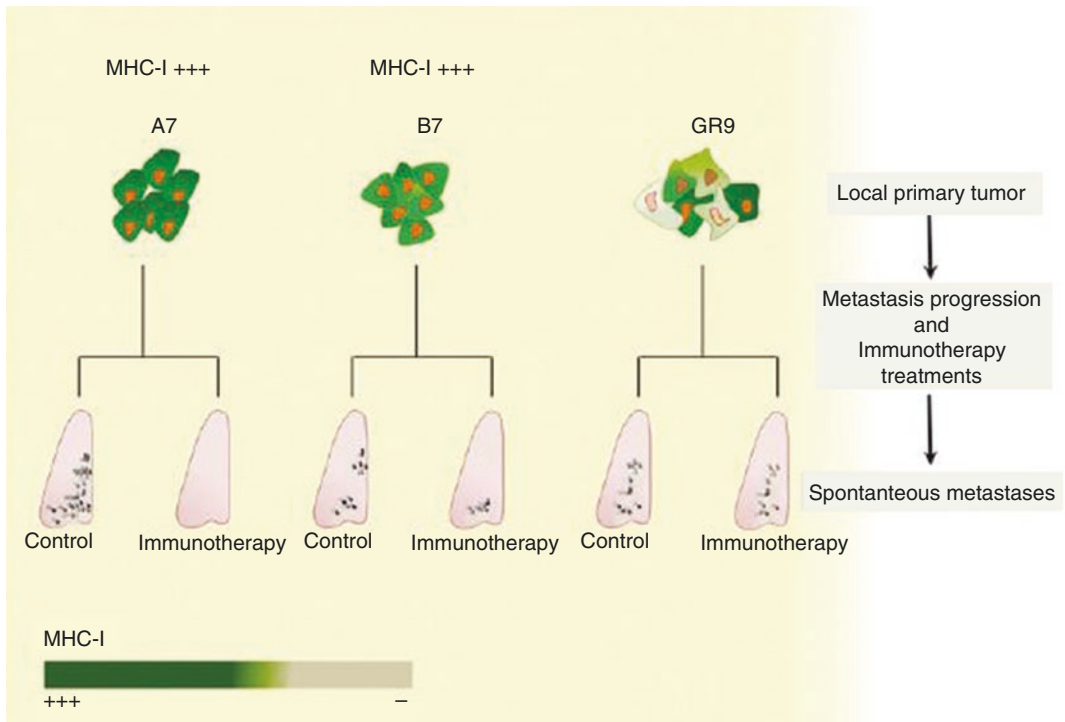 MHC-I +++
MHC-I +++
A7
B7
GR9
Local primary tumor
Metastasis progression
and
Immunotherapy
treatments
Spontanteous metastases
Control
Immunotherapy
Control
Immunotherapy
Control
Immunotherapy
MHC-I
+++
–